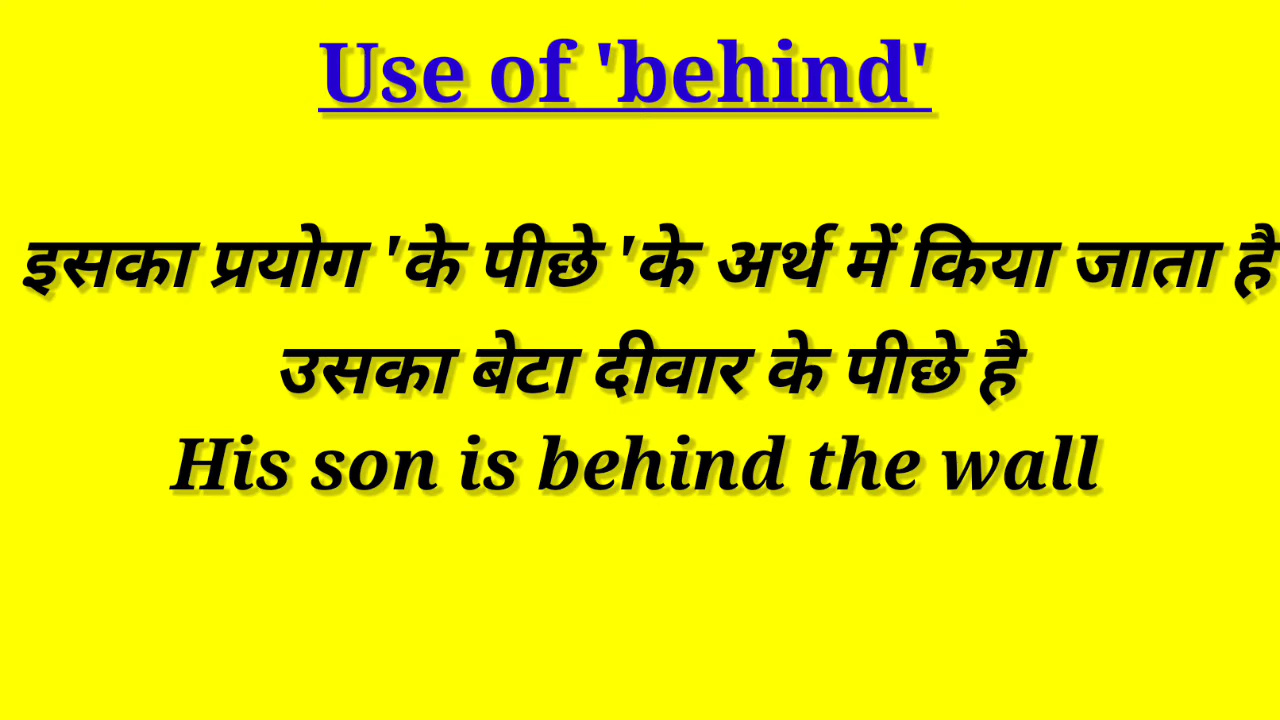 Use of 'behind'
इसका प्रयोग 'के पीछे 'के अर्थ में किया जाता है
उसका बेटा दीवार के पीछे है
His son is behind the wall